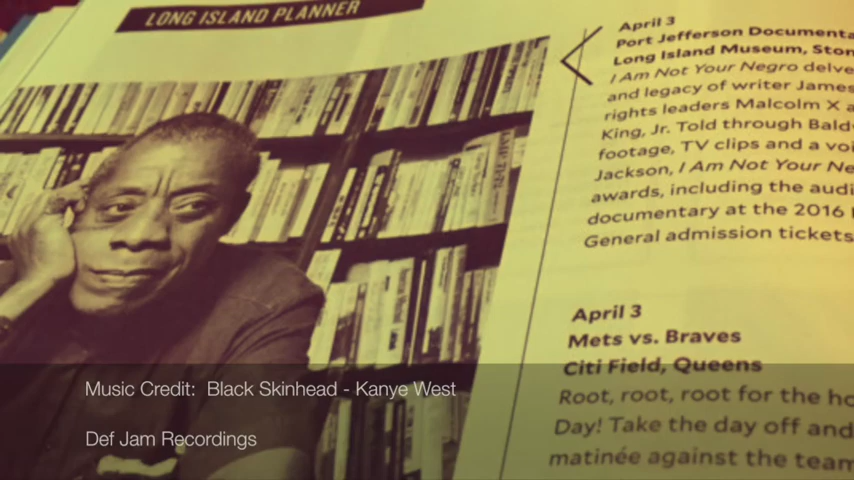 LONG ISLAND PLANNER
April 3
Port Jefferson Documenta
Long Island Museum, Ston
I Am Not Your Negro delve
and legacy of writer James
rights leaders Malcolm X a
King, Jr. Told through Bald
footage, TV clips and a voi
Jackson, I Am Not Your Ne
awards, including the audi
documentary at the 2016
General admission tickets
April 3
Mets vs. Braves
Citi Field, Queens
Root, root, root for the ho
Day! Take the day off and
matinée against the team
Music Credit: Black Skinhead - Kanye West
Def Jam Recordings